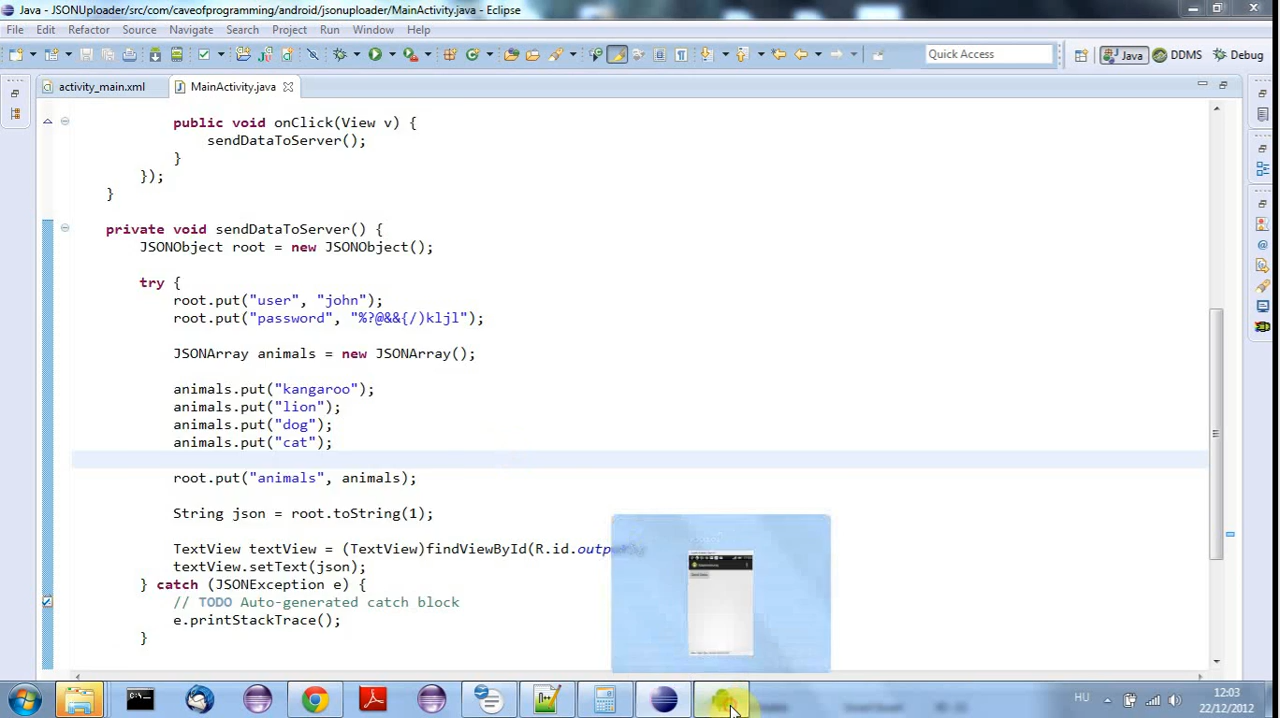 Java - JSONUploader/src/com/caveofprogramming/android/jsonuploader/MainActivity.java - Eclipse
File Edit Refactor Source Navigate Search Project Run Window Help
Quick Access Java DDMS Debug
activity_main.xml MainActivity.java
public void onClick(View v) {
sendDataToServer();
}
});
}
private void sendDataToServer() {
JSONObject root = new JSONObject();
try {
root.put("user", "john");
root.put("password", "%?@&&{/)kljl");
JSONArray animals = new JSONArray();
animals.put("kangaroo");
animals.put("lion");
animals.put("dog");
animals.put("cat");
root.put("animals", animals);
String json = root.toString(1);
TextView textView = (TextView)findViewById(R.id.outpu
textView.setText(json);
} catch (JSONException e) {
// TODO Auto-generated catch block
e.printStackTrace();
}
HU 12:03
22/12/2012